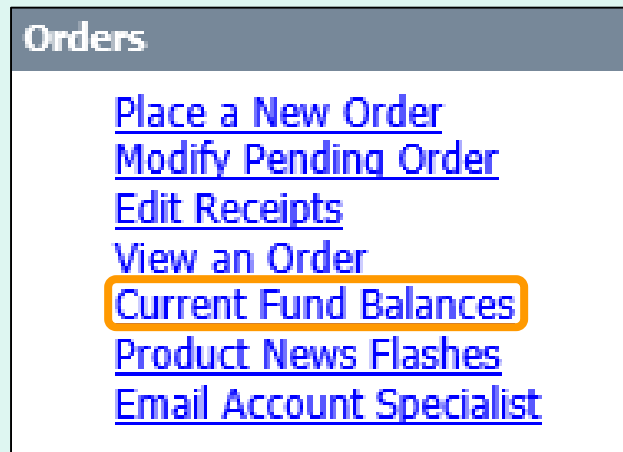 Orders
Place a New Order
Modify Pending Order
Edit Receipts
View an Order
Current Fund Balances
Product News Flashes
Email Account Specialist